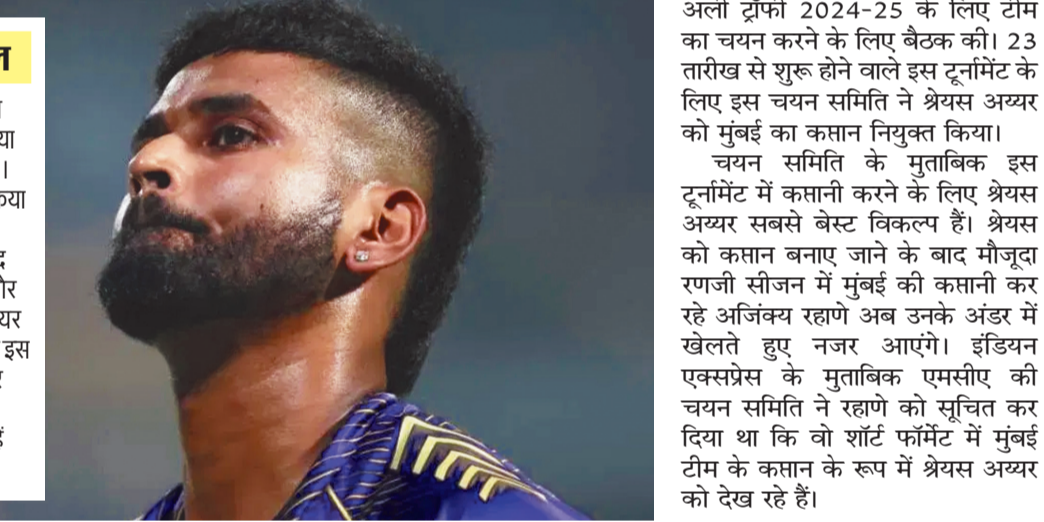 ल
या
।
कया
द
ोर
यर
इस
अली ट्रॉफी 2024-25 के लिए टीम
का चयन करने के लिए बैठक की। 23
तारीख से शुरू होने वाले इस टूर्नामेंट के
लिए इस चयन समिति ने श्रेयस अय्यर
को मुंबई का कप्तान नियुक्त किया।
चयन समिति के मुताबिक इस
टूर्नामेंट में कप्तानी करने के लिए श्रेयस
अय्यर सबसे बेस्ट विकल्प हैं। श्रेयस
को कप्तान बनाए जाने के बाद मौजूदा
रणजी सीजन में मुंबई की कप्तानी कर
रहे अजिंक्य रहाणे अब उनके अंडर में
खेलते हुए नजर आएंगे। इंडियन
एक्सप्रेस के मुताबिक एमसीए की
चयन समिति ने रहाणे को सूचित कर
दिया था कि वो शॉर्ट फॉर्मेट में मुंबई
टीम के कप्तान के रूप में श्रेयस अय्यर
को देख रहे हैं।